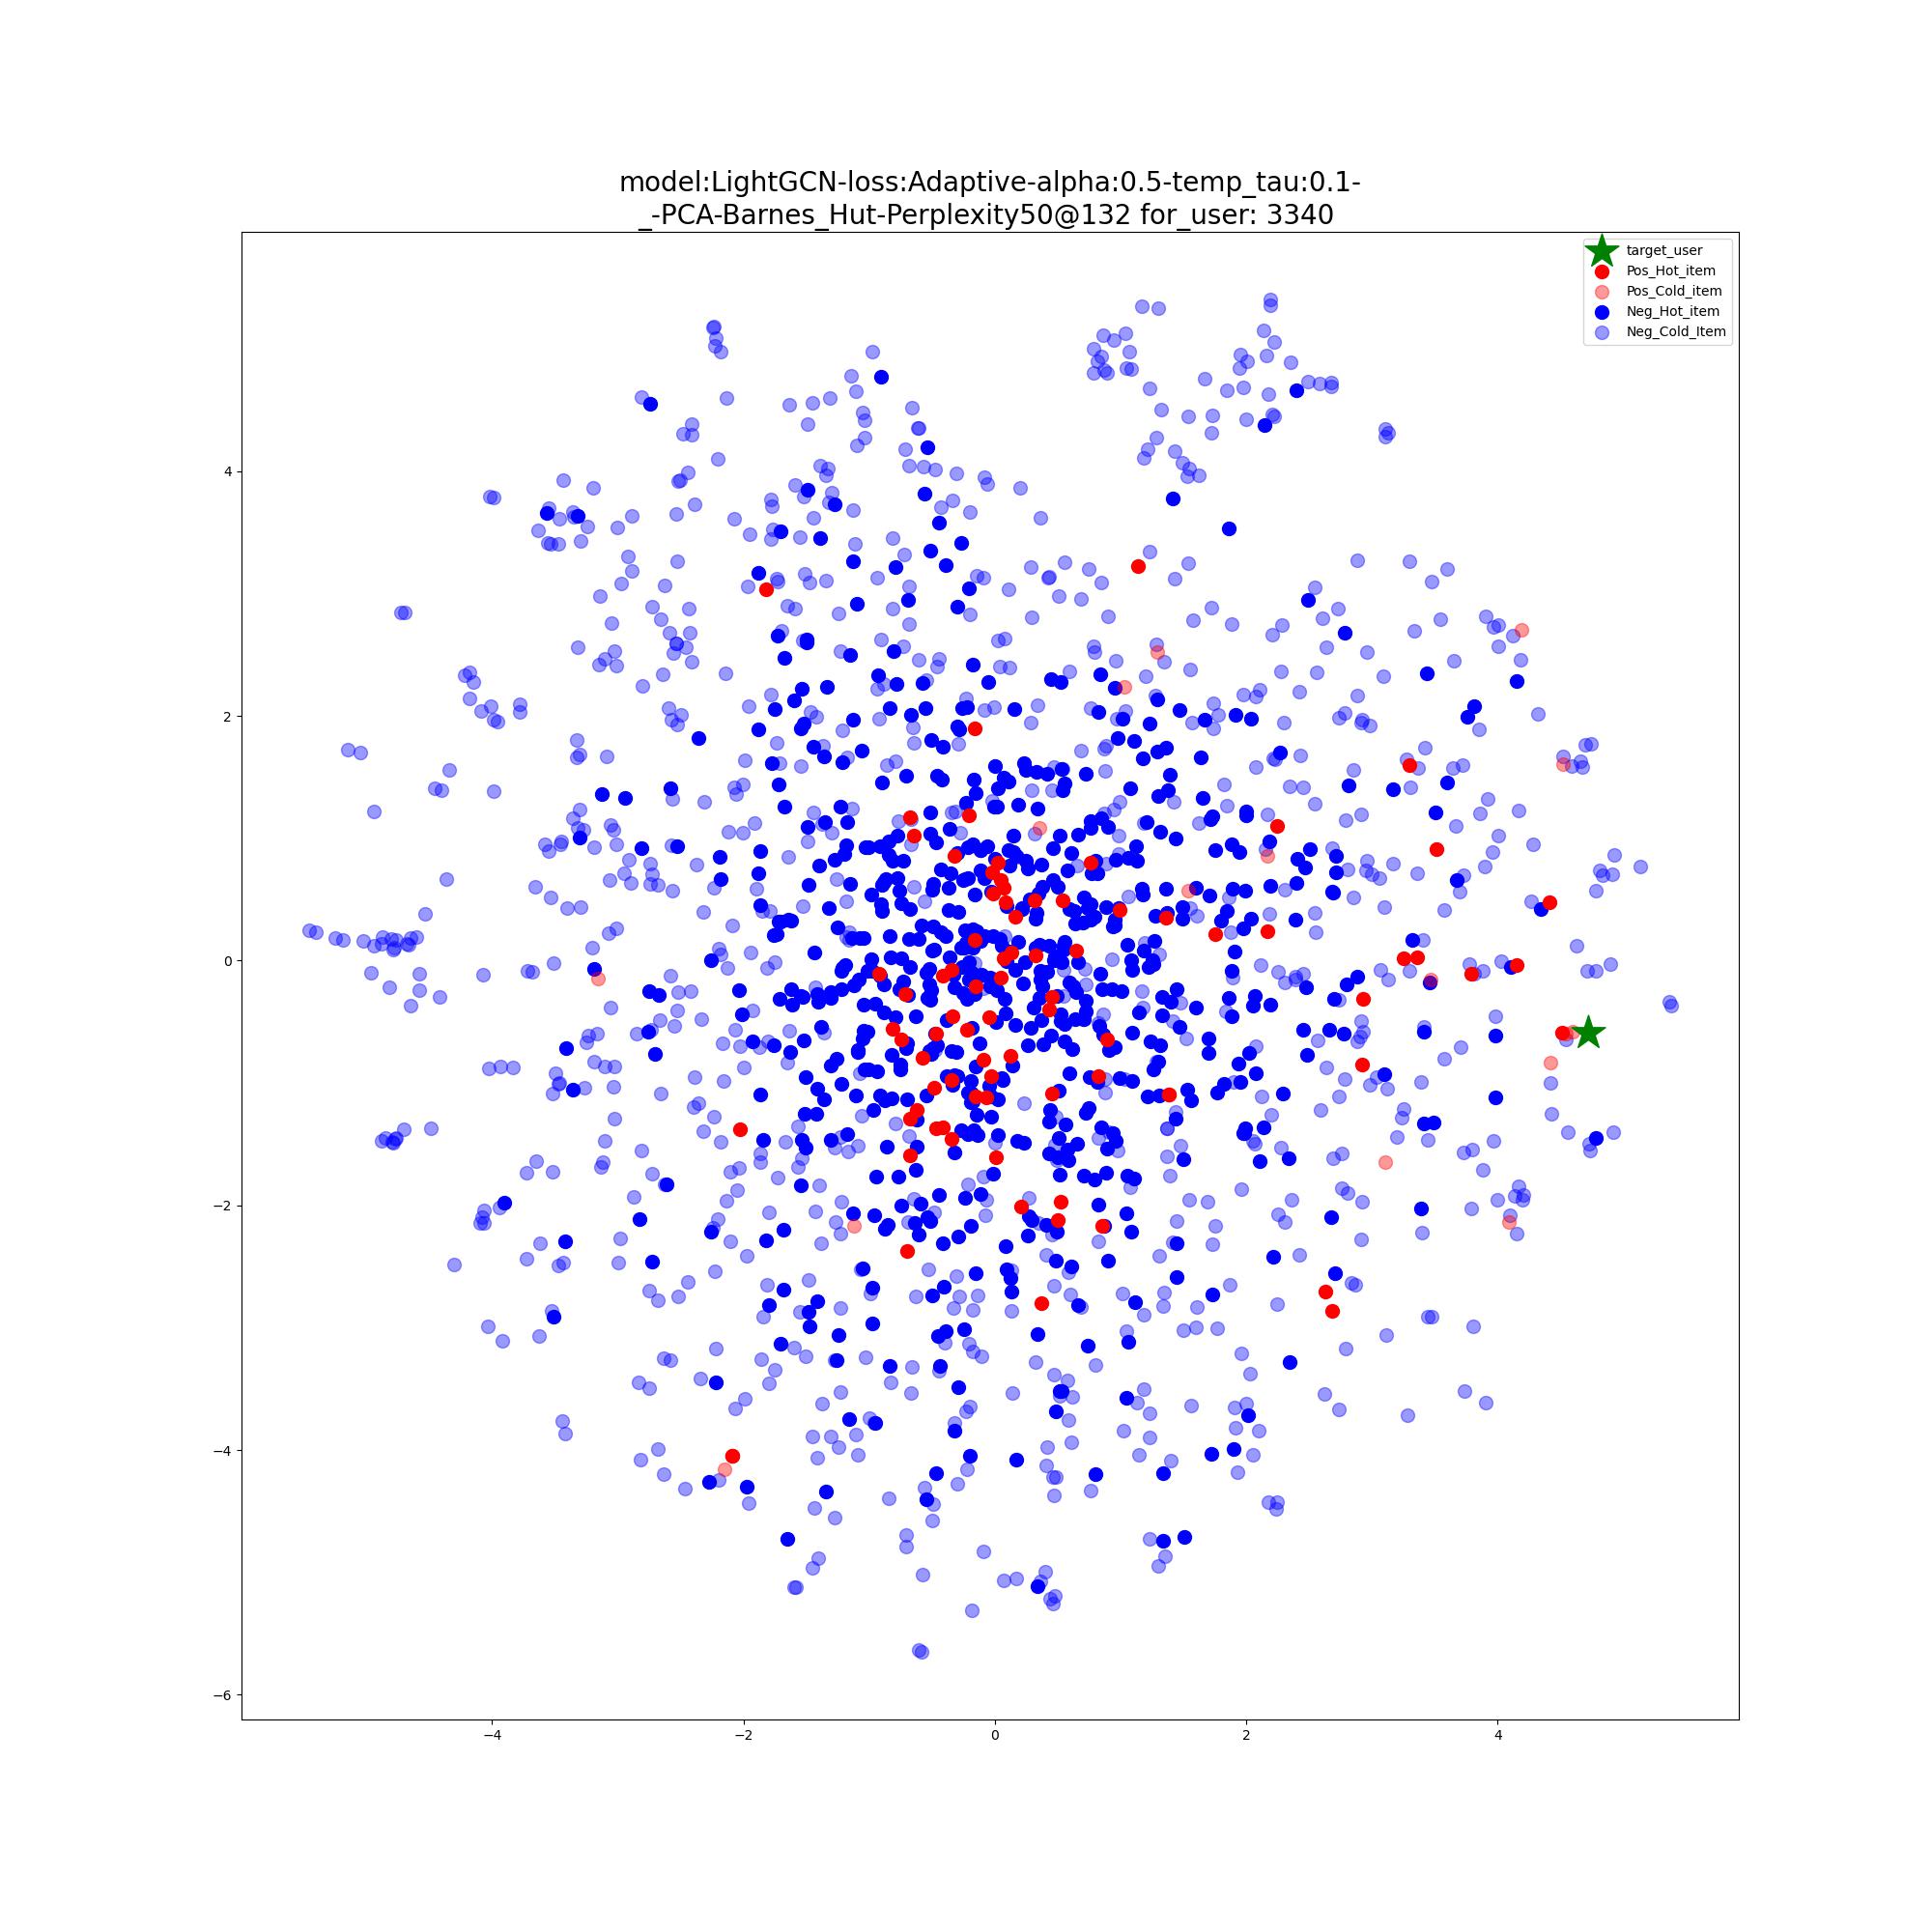 model:LightGCN-loss:Adaptive-alpha:0.5-temp_tau:0.1-
_-PCA-Barnes_Hut-Perplexity50@132 for_user: 3340
target_user
Pos_Hot_item
Pos_Cold_item
Neg_Hot_item
Neg_Cold_Item
4
2
0
−2
−4
−6
−4
−2
0
2
4